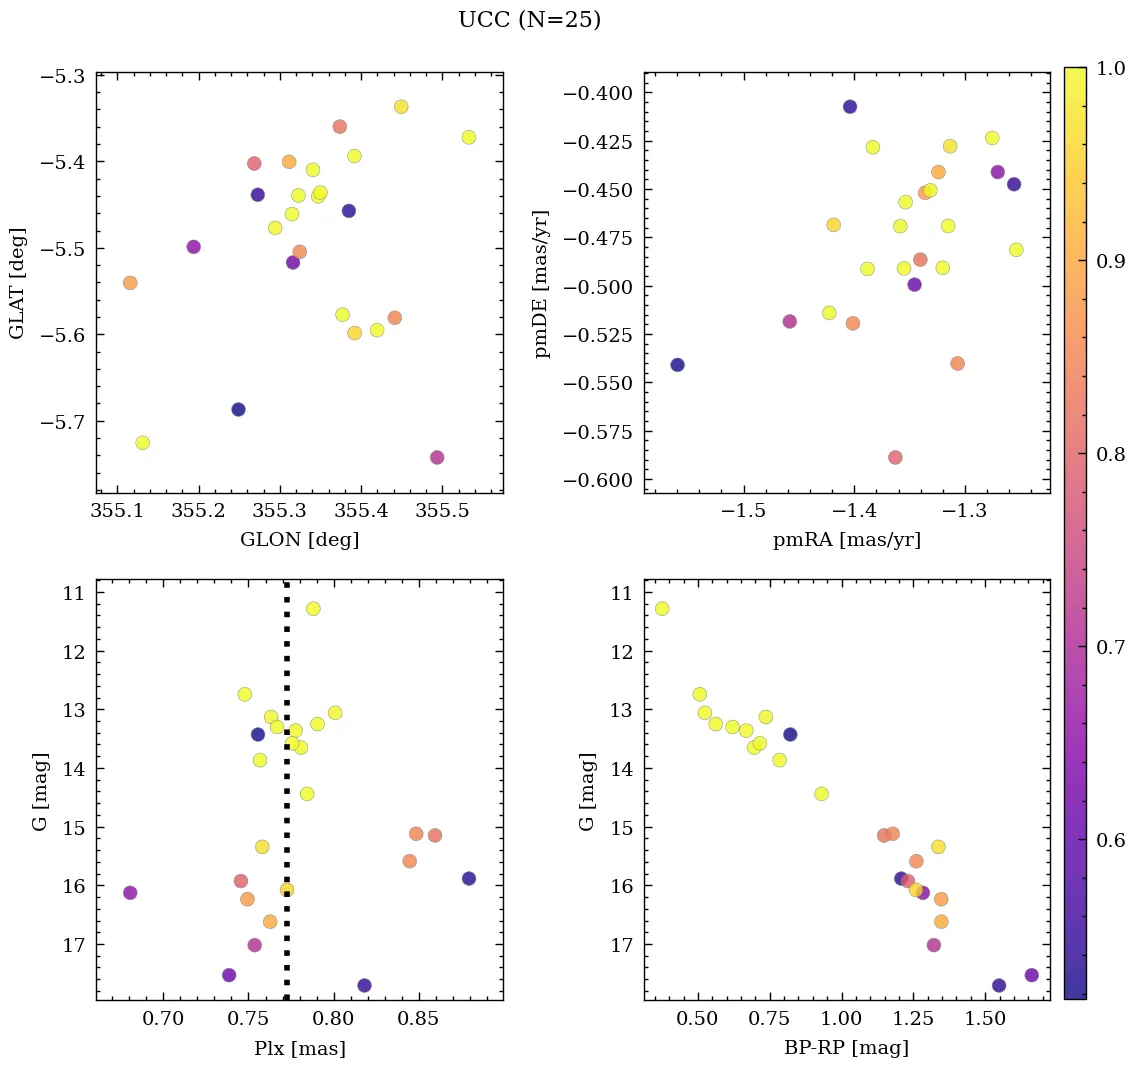 UCC (N=25)
−5.3
−5.4
−5.5
−5.6
−5.7
GLAT [deg]
355.1 355.2 355.3 355.4 355.5
GLON [deg]
−0.400
−0.425
−0.450
−0.475
−0.500
−0.525
−0.550
−0.575
−0.600
pmDE [mas/yr]
−1.5 −1.4 −1.3
pmRA [mas/yr]
1.0
0.9
0.8
0.7
0.6
11
12
13
14
15
16
17
G [mag]
0.70 0.75 0.80 0.85
Plx [mas]
11
12
13
14
15
16
17
G [mag]
0.50 0.75 1.00 1.25 1.50
BP-RP [mag]